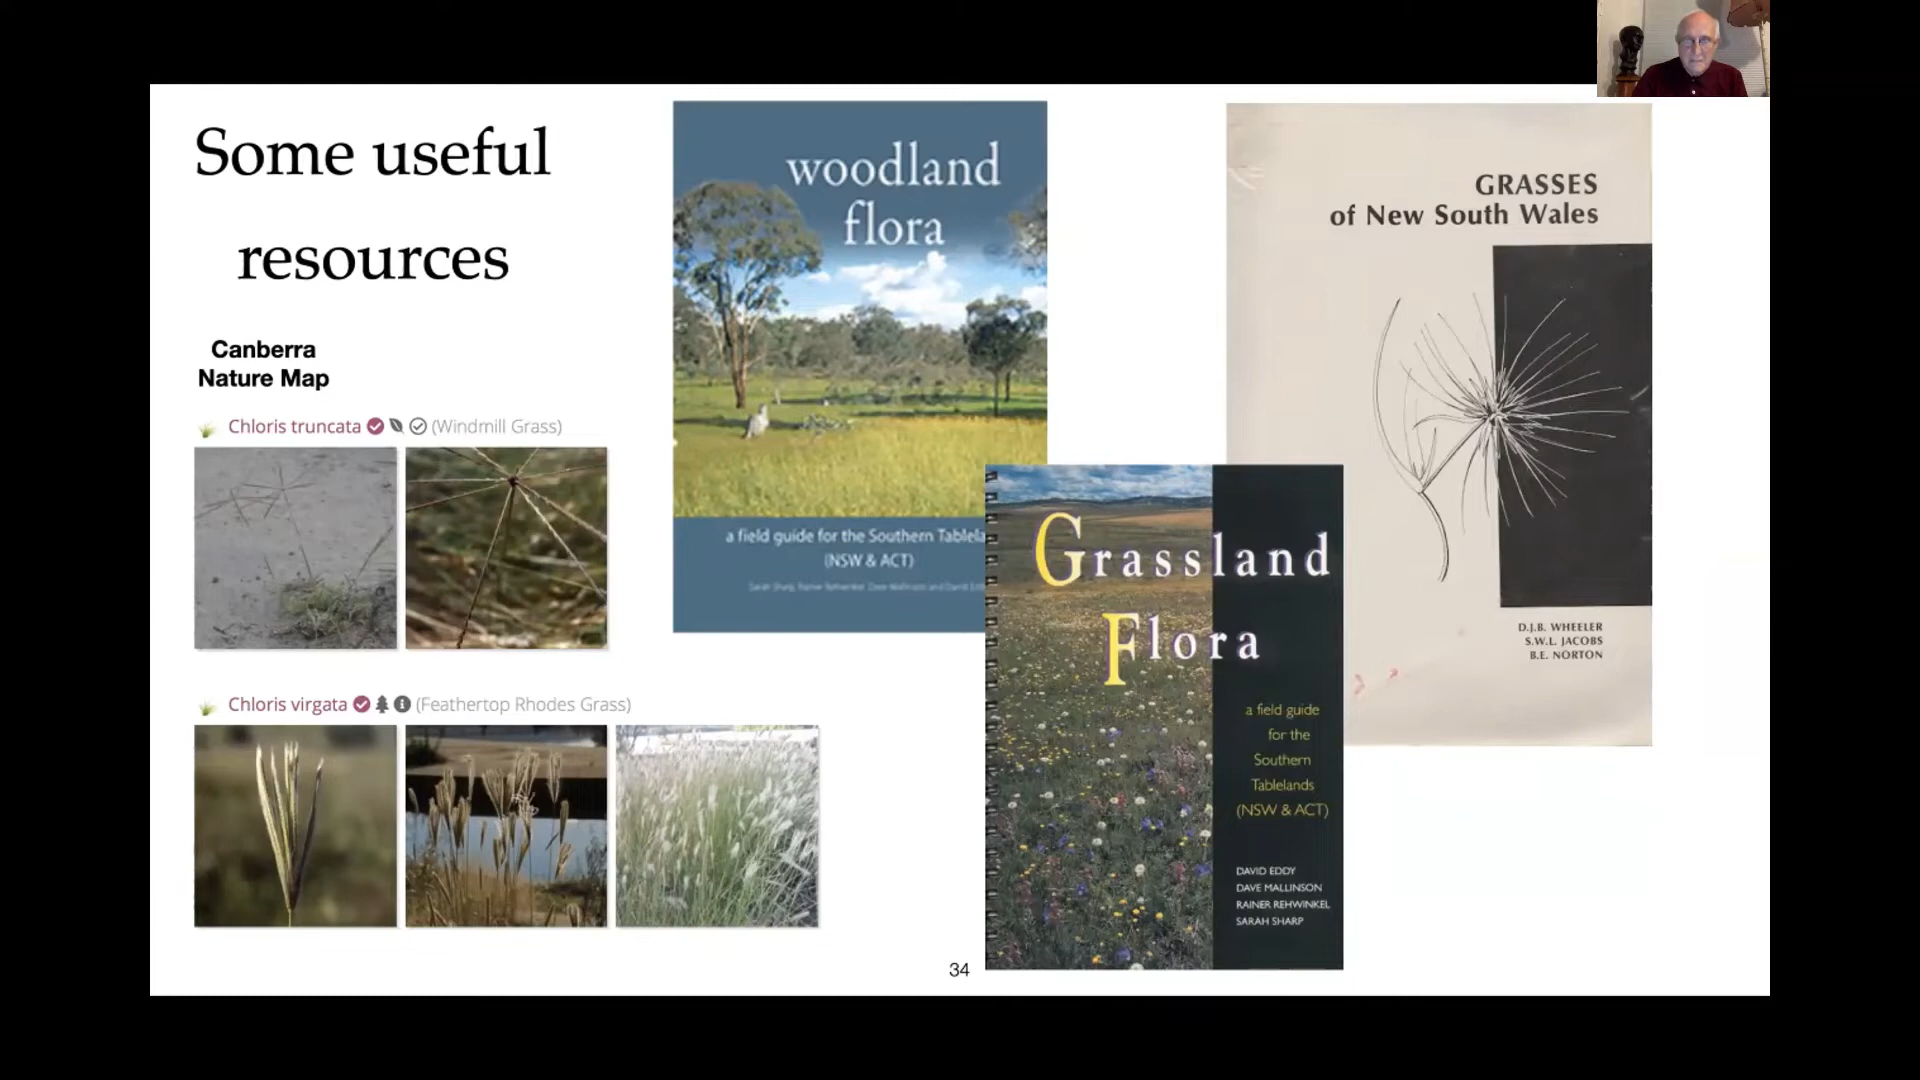 Some useful
resources
Canberra
Nature Map
Chloris truncata (Windmill Grass)
Chloris virgata (Feathertop Rhodes Grass)
woodland
flora
a field guide for the Southern Tablela
(NSW & ACT)
Grassland
Flora
a field guide
for the
Southern
Tablelands
(NSW & ACT)
DAVID EDDY
DAVE MALLINSON
RAINER REHWINKEL
SARAH SHARP
GRASSES
of New South Wales
D.J.B. WHEELER
S.W.L. JACOBS
B.E. NORTON
34